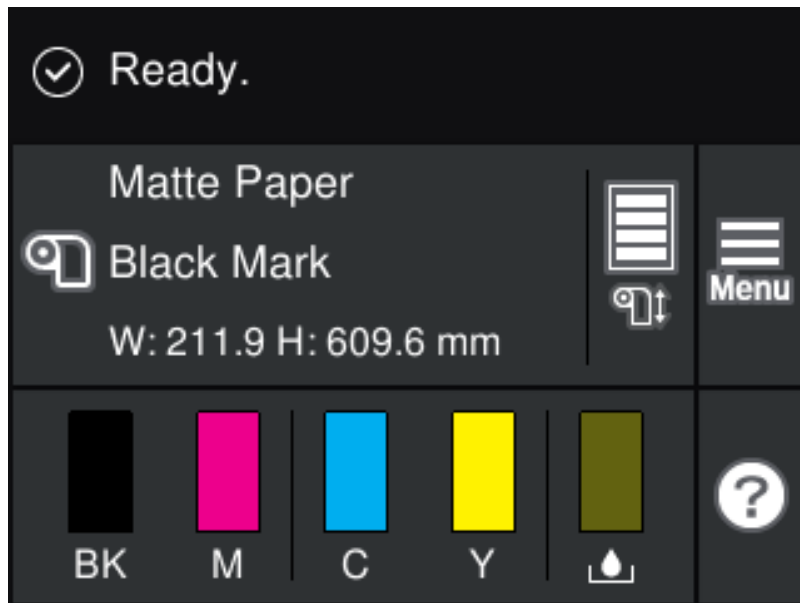 Ready.
Matte Paper
Black Mark
W: 211.9 H: 609.6 mm
Menu
BK M C Y
?